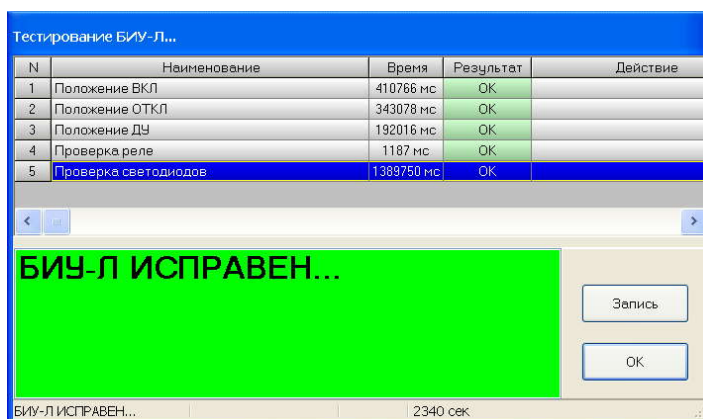 Тестирование БИУ-Л...
N Наименование Время Результат Действие
1 Положение ВКЛ 410766 мс OK
2 Положение ОТКЛ 343078 мс OK
3 Положение ДУ 192016 мс OK
4 Проверка реле 1187 мс OK
5 Проверка светодиодов 1389750 мс OK
БИУ-Л ИСПРАВЕН...
Запись
OK
БИУ-Л ИСПРАВЕН... 2340 сек